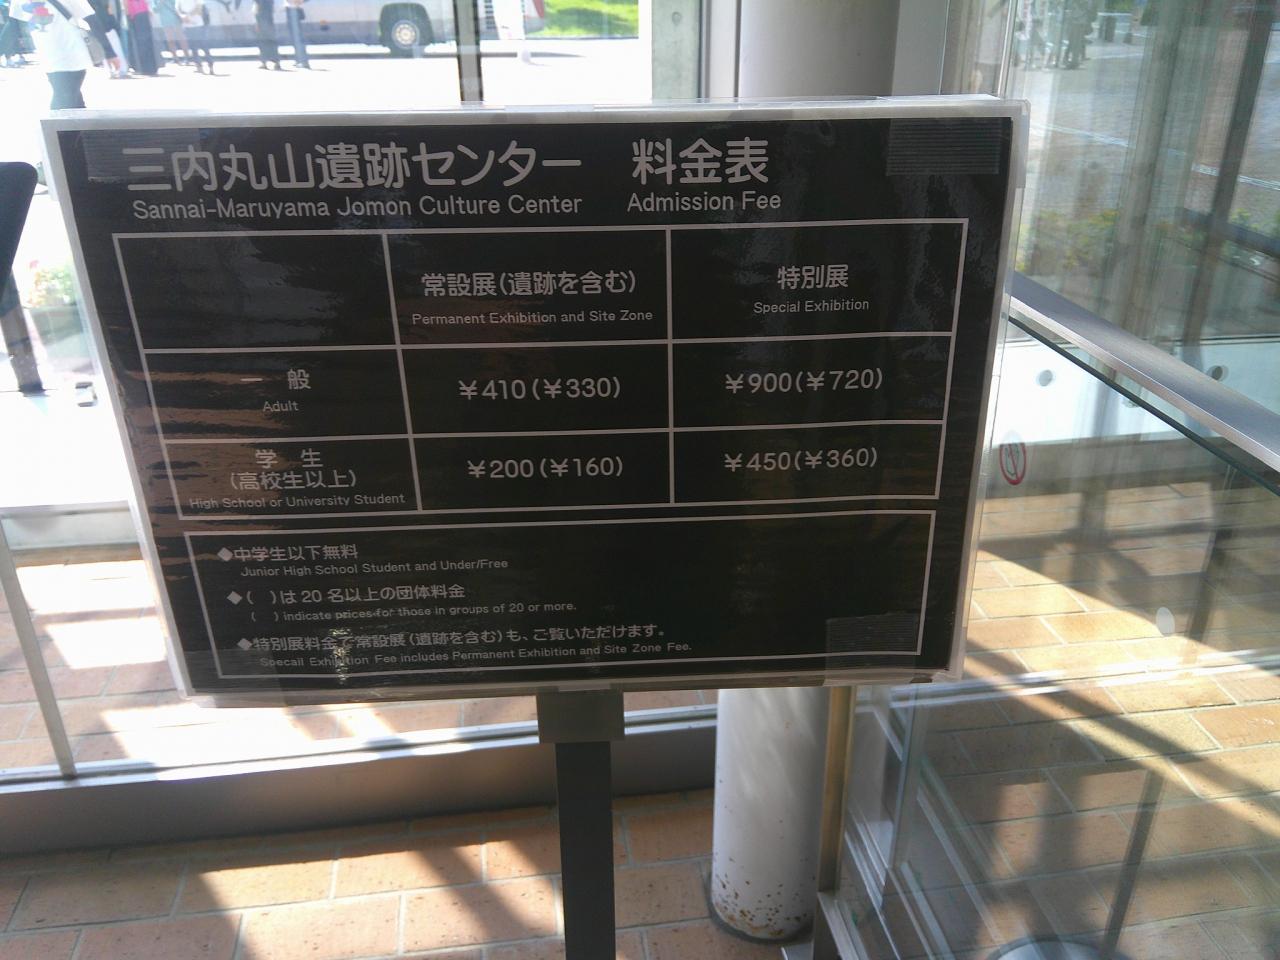 三内丸山遺跡センター 料金表
Sannai-Maruyama Jomon Culture Center Admission Fee
常設展(遺跡を含む) 特別展
Permanent Exhibition and Site Zone Special Exhibition
一 般 ¥410(¥330) ¥900(¥720)
Adult
学 生
(高校生以上) ¥200(¥160) ¥450(¥360)
High School or University Student
◆中学生以下無料
Junior High School Student and Under/Free
◆( )は20名以上の団体料金
( ) indicate prices for those in groups of 20 or more.
◆特別展料金で常設展(遺跡を含む)も、ご覧いただけます。
Specail Exhibition Fee includes Permanent Exhibition and Site Zone Fee.